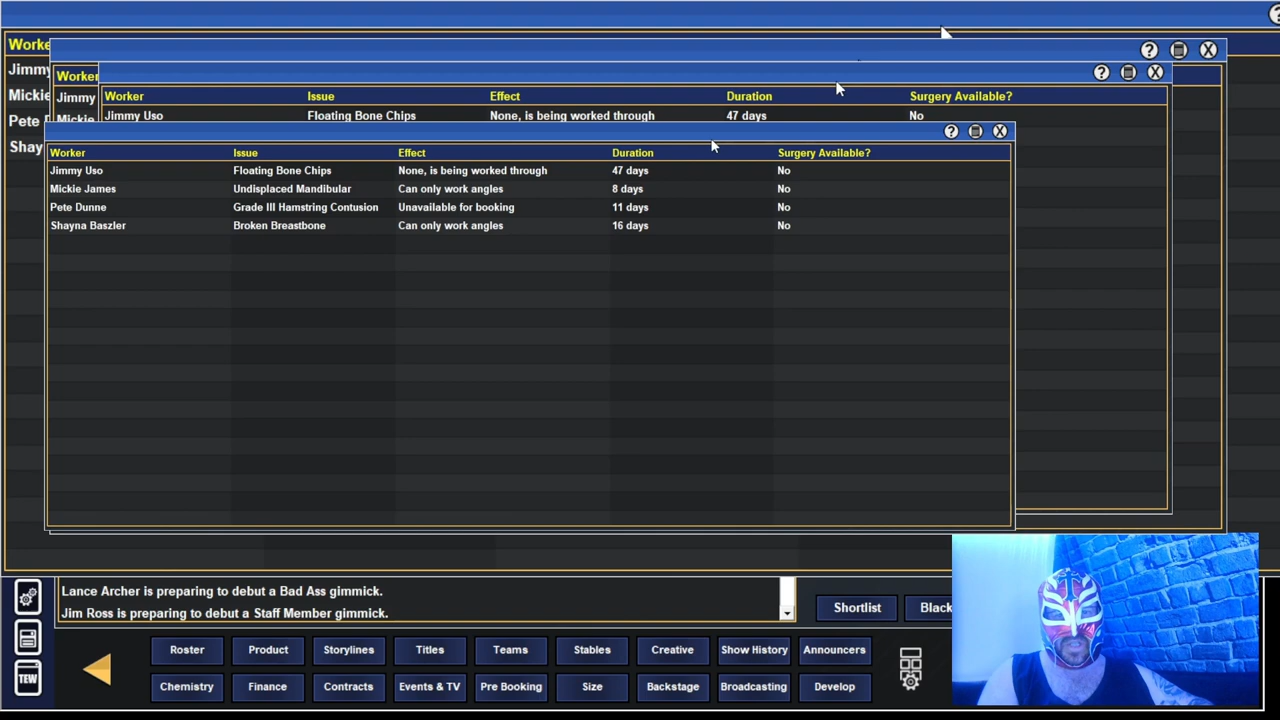 Worke
Jimmy
Mickie
Pete D
Shay
?
Worker
Jimmy
Mickie
? X
Worker Issue Effect Duration Surgery Available?
Jimmy Uso Floating Bone Chips None, is being worked through 47 days No
? X
Worker Issue Effect Duration Surgery Available?
Jimmy Uso Floating Bone Chips None, is being worked through 47 days No
Mickie James Undisplaced Mandibular Can only work angles 8 days No
Pete Dunne Grade III Hamstring Contusion Unavailable for booking 11 days No
Shayna Baszler Broken Breastbone Can only work angles 16 days No
? X
Lance Archer is preparing to debut a Bad Ass gimmick.
Jim Ross is preparing to debut a Staff Member gimmick.
Shortlist Black
Roster Product Storylines Titles Teams Stables Creative Show History Announcers
TEW
Chemistry Finance Contracts Events & TV Pre Booking Size Backstage Broadcasting Develop